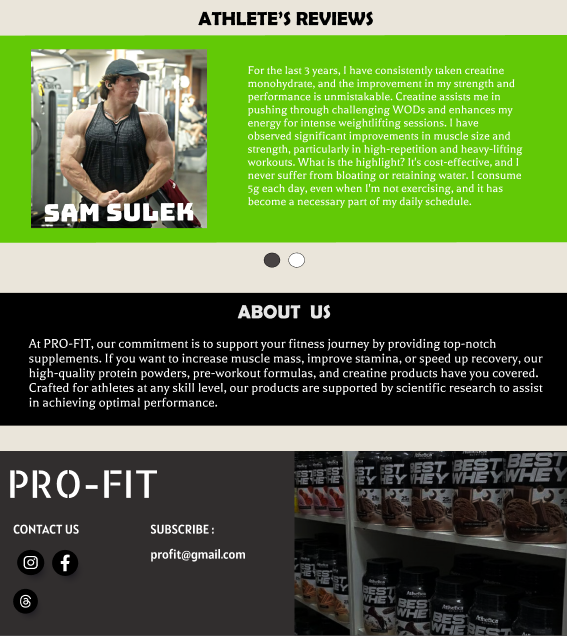 ATHLETE'S REVIEWS
For the last 3 years, I have consistently taken creatine
monohydrate, and the improvement in my strength and
performance is unmistakable. Creatine assists me in
pushing through challenging WODs and enhances my
energy for intense weightlifting sessions. I have
observed significant improvements in muscle size and
strength, particularly in high-repetition and heavy-lifting
workouts. What is the highlight? It's cost-effective, and I
never suffer from bloating or retaining water. I consume
5g each day, even when I'm not exercising, and it has
become a necessary part of my daily schedule.
SAM SULEK
ABOUT US
At PRO-FIT, our commitment is to support your fitness journey by providing top-notch
supplements. If you want to increase muscle mass, improve stamina, or speed up recovery, our
high-quality protein powders, pre-workout formulas, and creatine products have you covered.
Crafted for athletes at any skill level, our products are supported by scientific research to assist
in achieving optimal performance.
PRO-FIT
CONTACT US
SUBSCRIBE :
profit@gmail.com
BEST WHEY
BEST WHEY
BEST WHEY
BEST WHEY
BEST WHEY
BEST WHEY
BEST WHEY